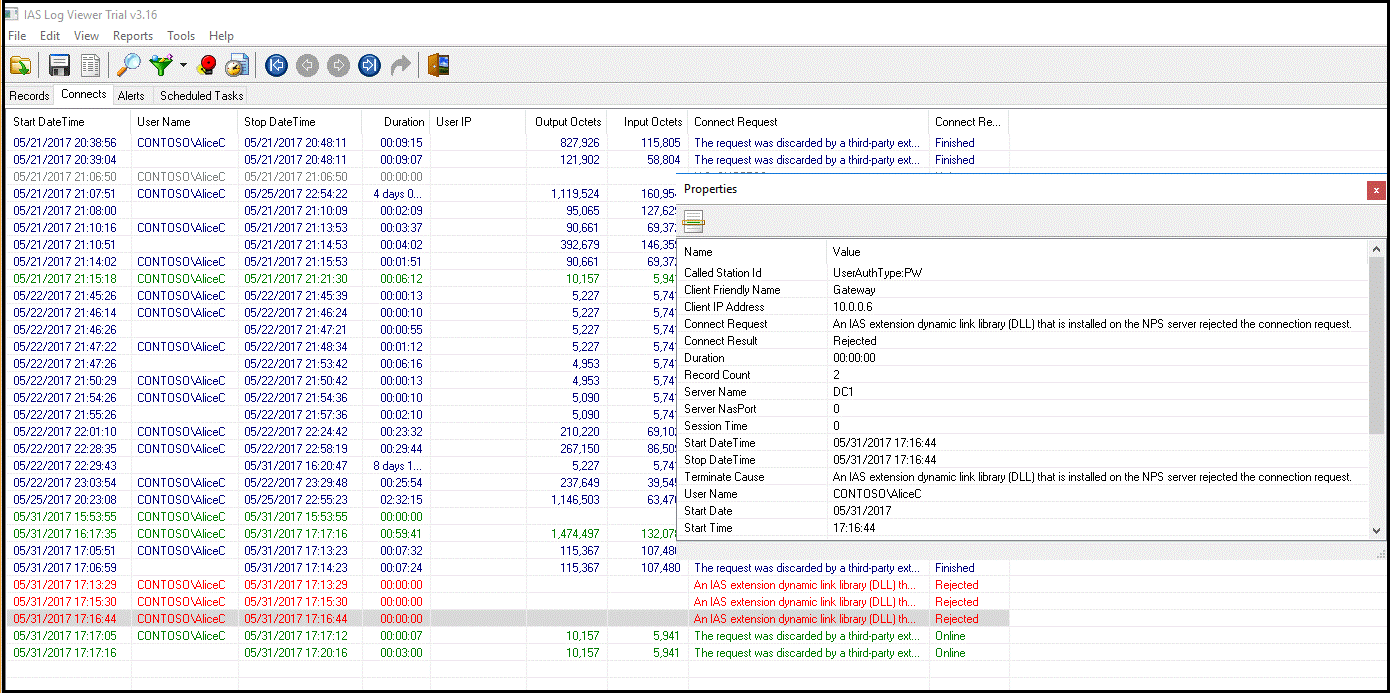 IAS Log Viewer Trial v3.16
File Edit View Reports Tools Help
Records Connects Alerts Scheduled Tasks
Start DateTime User Name Stop DateTime Duration User IP Output Octets Input Octets Connect Request Connect Re...
05/21/2017 20:38:56 CONTOSO\AliceC 05/21/2017 20:48:11 00:09:15 827,926 115,805 The request was discarded by a third-party ext... Finished
05/21/2017 20:39:04 05/21/2017 20:48:11 00:09:07 121,902 58,804 The request was discarded by a third-party ext... Finished
05/21/2017 21:06:50 CONTOSO\AliceC 05/21/2017 21:06:50 00:00:00
05/21/2017 21:07:51 CONTOSO\AliceC 05/25/2017 22:54:22 4 days 0... 1,119,524 160,954
05/21/2017 21:08:00 05/21/2017 21:10:09 00:02:09 95,065 127,629
05/21/2017 21:10:16 CONTOSO\AliceC 05/21/2017 21:13:53 00:03:37 90,661 69,372
05/21/2017 21:10:51 05/21/2017 21:14:53 00:04:02 392,679 146,359
05/21/2017 21:14:02 CONTOSO\AliceC 05/21/2017 21:15:53 00:01:51 90,661 69,372
05/21/2017 21:15:18 CONTOSO\AliceC 05/21/2017 21:21:30 00:06:12 10,157 5,941
05/22/2017 21:45:26 CONTOSO\AliceC 05/22/2017 21:45:39 00:00:13 5,227 5,741
05/22/2017 21:46:14 CONTOSO\AliceC 05/22/2017 21:46:24 00:00:10 5,227 5,741
05/22/2017 21:46:26 05/22/2017 21:47:21 00:00:55 5,227 5,741
05/22/2017 21:47:22 CONTOSO\AliceC 05/22/2017 21:48:34 00:01:12 5,227 5,741
05/22/2017 21:47:26 05/22/2017 21:53:42 00:06:16 4,953 5,741
05/22/2017 21:50:29 CONTOSO\AliceC 05/22/2017 21:50:42 00:00:13 4,953 5,741
05/22/2017 21:54:26 CONTOSO\AliceC 05/22/2017 21:54:36 00:00:10 5,090 5,741
05/22/2017 21:55:26 05/22/2017 21:57:36 00:02:10 5,090 5,741
05/22/2017 22:01:10 CONTOSO\AliceC 05/22/2017 22:24:42 00:23:32 210,220 69,102
05/22/2017 22:28:35 CONTOSO\AliceC 05/22/2017 22:58:19 00:29:44 267,150 86,509
05/22/2017 22:29:43 05/31/2017 16:20:47 8 days 1... 5,227 5,741
05/22/2017 23:03:54 CONTOSO\AliceC 05/22/2017 23:29:48 00:25:54 237,649 39,549
05/25/2017 20:23:08 CONTOSO\AliceC 05/25/2017 22:55:23 02:32:15 1,146,503 63,470
05/31/2017 15:53:55 CONTOSO\AliceC 05/31/2017 15:53:55 00:00:00
05/31/2017 16:17:35 CONTOSO\AliceC 05/31/2017 17:17:16 00:59:41 1,474,497 132,078
05/31/2017 17:05:51 CONTOSO\AliceC 05/31/2017 17:13:23 00:07:32 115,367 107,480
05/31/2017 17:06:59 05/31/2017 17:14:23 00:07:24 115,367 107,480 The request was discarded by a third-party ext... Finished
05/31/2017 17:13:29 CONTOSO\AliceC 05/31/2017 17:13:29 00:00:00 An IAS extension dynamic link library (DLL) th... Rejected
05/31/2017 17:15:30 CONTOSO\AliceC 05/31/2017 17:15:30 00:00:00 An IAS extension dynamic link library (DLL) th... Rejected
05/31/2017 17:16:44 CONTOSO\AliceC 05/31/2017 17:16:44 00:00:00 An IAS extension dynamic link library (DLL) th... Rejected
05/31/2017 17:17:05 CONTOSO\AliceC 05/31/2017 17:17:12 00:00:07 10,157 5,941 The request was discarded by a third-party ext... Online
05/31/2017 17:17:16 05/31/2017 17:20:16 00:03:00 10,157 5,941 The request was discarded by a third-party ext... Online
Properties
Name Value
Called Station Id UserAuthType:PW
Client Friendly Name Gateway
Client IP Address 10.0.0.6
Connect Request An IAS extension dynamic link library (DLL) that is installed on the NPS server rejected the connection request.
Connect Result Rejected
Duration 00:00:00
Record Count 2
Server Name DC1
Server NasPort 0
Session Time 0
Start DateTime 05/31/2017 17:16:44
Stop DateTime 05/31/2017 17:16:44
Terminate Cause An IAS extension dynamic link library (DLL) that is installed on the NPS server rejected the connection request.
User Name CONTOSO\AliceC
Start Date 05/31/2017
Start Time 17:16:44